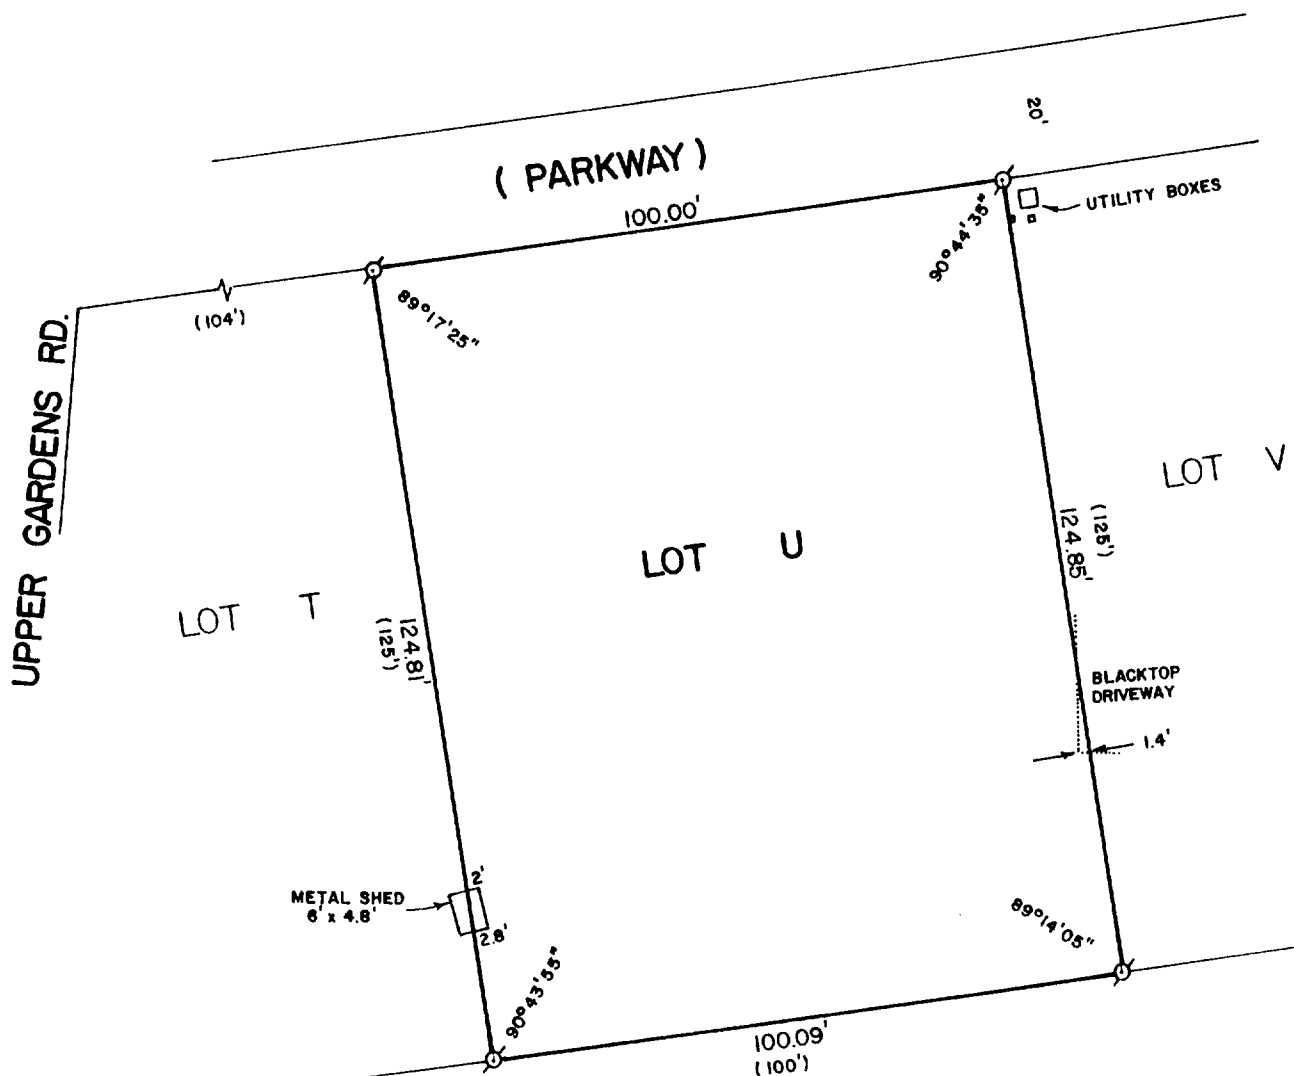 20'
( PARKWAY )
100.00'
UTILITY BOXES
90°44'35"
89°17'25"
(104')
UPPER GARDENS RD.
LOT V
LOT U
LOT T
124.85'
(125')
124.81'
(125')
BLACKTOP
DRIVEWAY
1.4'
2'
METAL SHED
6' x 4.8'
2.8'
89°14'05"
90°43'55"
100.09'
(100')